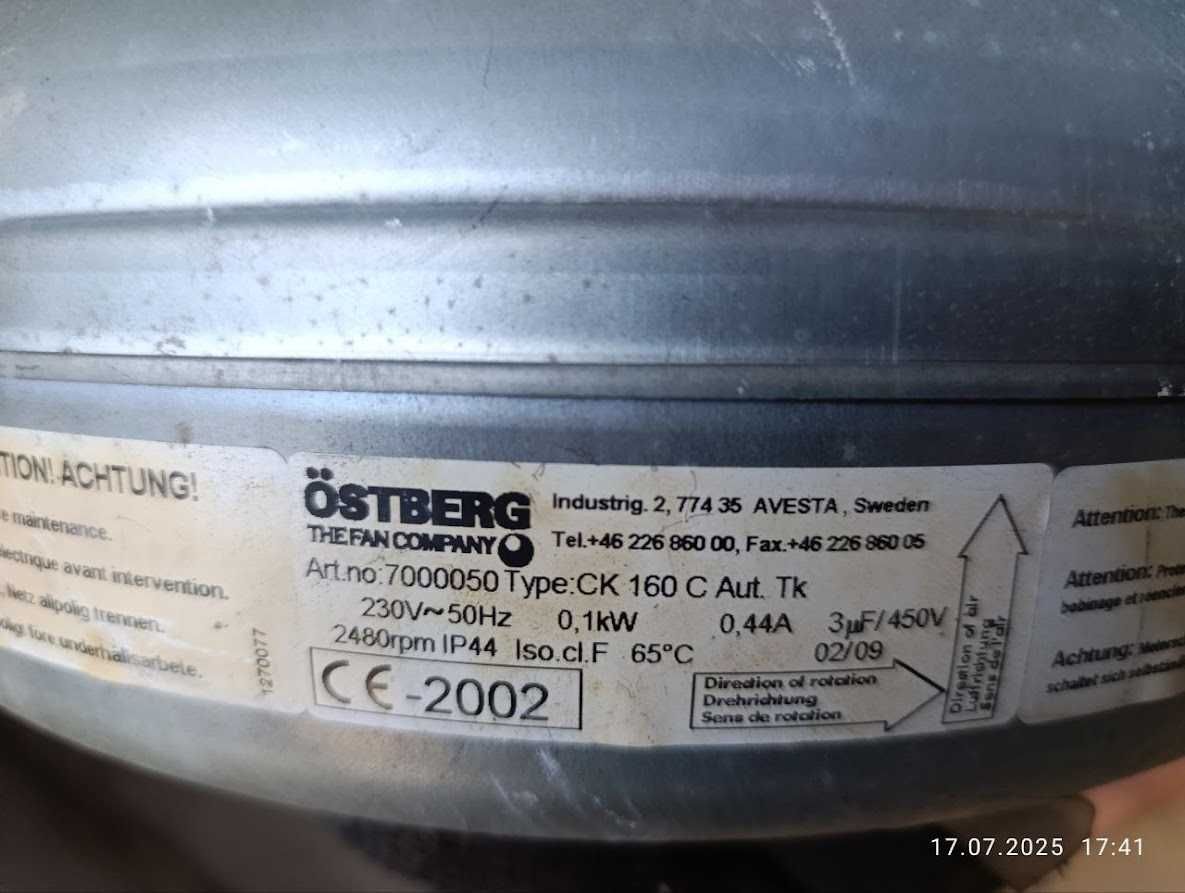 TION! ACHTUNG!
e maintenance.
électrique avant intervention.
Netz allpolig trennen.
polig före underhållsarbete.
1270077
ÖSTBERG
THE FAN COMPANY
Industrig. 2, 774 35 AVESTA, Sweden
Tel.+46 226 860 00, Fax.+46 226 860 05
Art.no:7000050 Type:CK 160 C Aut. Tk
230V~50Hz 0,1kW 0,44A 3µF/450V
2480rpm IP44 Iso.cl.F 65°C 02/09
CE-2002
Direction of rotation
Drehrichtung
Sens de rotation
Direction of air
Luftrichtung
Sens de l'air
Attention: The
Attention:
bobinage et
Achtung:
schaltet sich selbst
17.07.2025 17:41